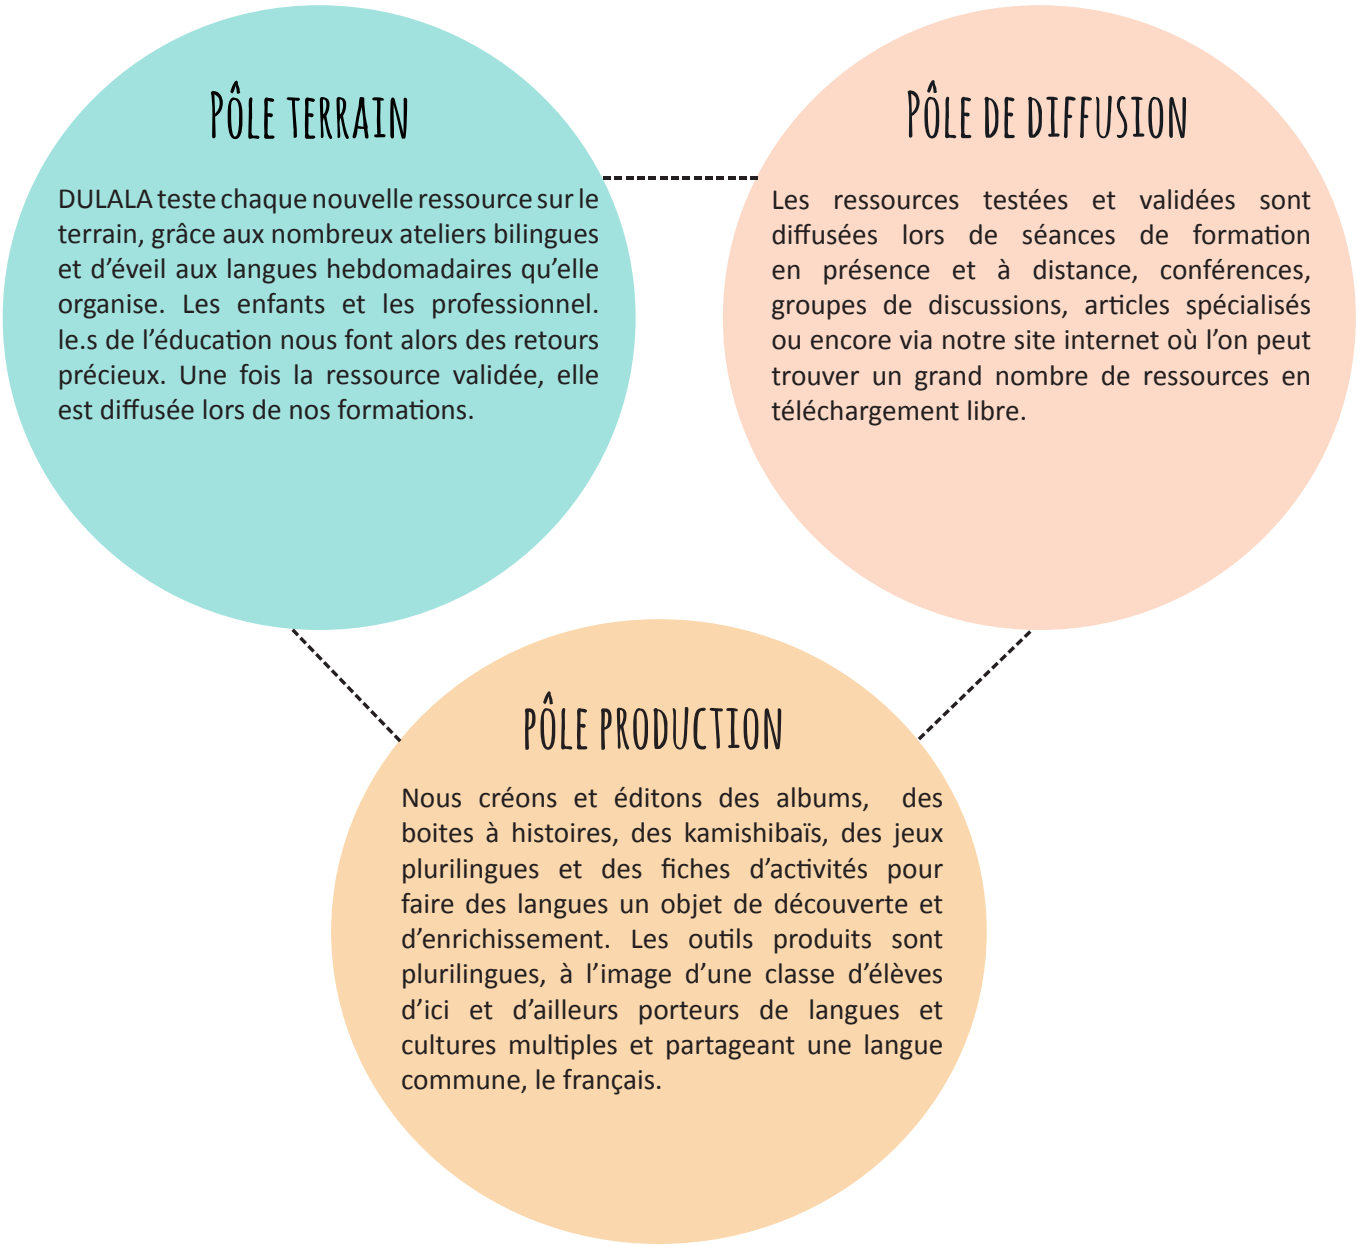 PÔLE TERRAIN
DULALA teste chaque nouvelle ressource sur le
terrain, grâce aux nombreux ateliers bilingues
et d’éveil aux langues hebdomadaires qu’elle
organise. Les enfants et les professionnel.
le.s de l’éducation nous font alors des retours
précieux. Une fois la ressource validée, elle
est diffusée lors de nos formations.
PÔLE DE DIFFUSION
Les ressources testées et validées sont
diffusées lors de séances de formation
en présence et à distance, conférences,
groupes de discussions, articles spécialisés
ou encore via notre site internet où l’on peut
trouver un grand nombre de ressources en
téléchargement libre.
PÔLE PRODUCTION
Nous créons et éditons des albums, des
boites à histoires, des kamishibaïs, des jeux
plurilingues et des fiches d’activités pour
faire des langues un objet de découverte et
d’enrichissement. Les outils produits sont
plurilingues, à l’image d’une classe d’élèves
d’ici et d’ailleurs porteurs de langues et
cultures multiples et partageant une langue
commune, le français.